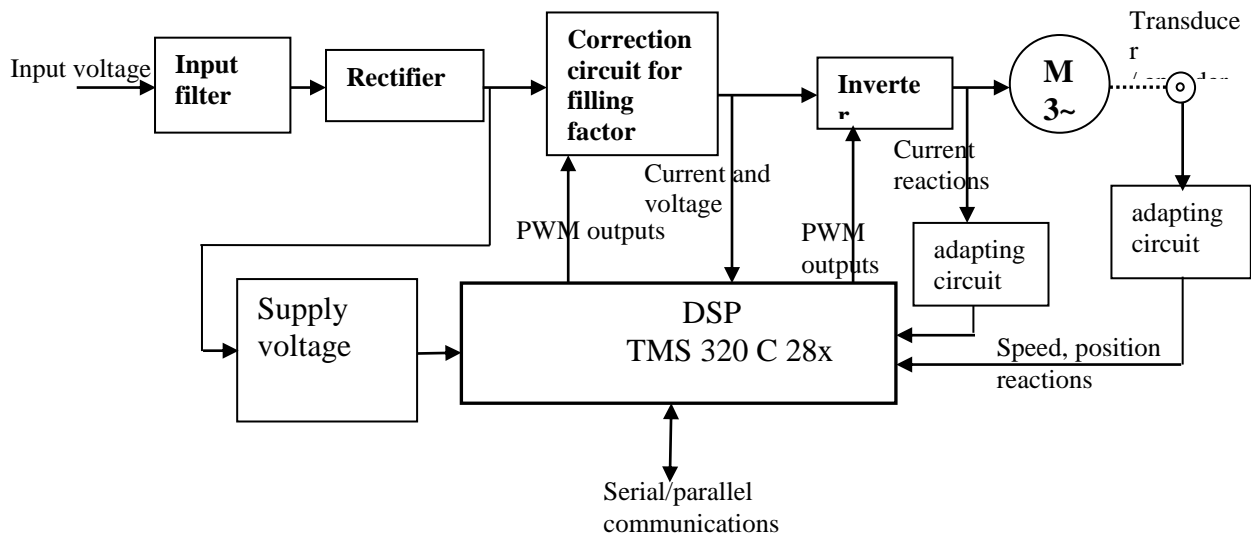 Transduce
r
Input voltage
Input
filter
Rectifier
Correction
circuit for
filling
factor
Inverte
M
3~
Current and
voltage
Current
reactions
PWM outputs
PWM
outputs
adapting
circuit
adapting
circuit
Supply
voltage
DSP
TMS 320 C 28x
Speed, position
reactions
Serial/parallel
communications